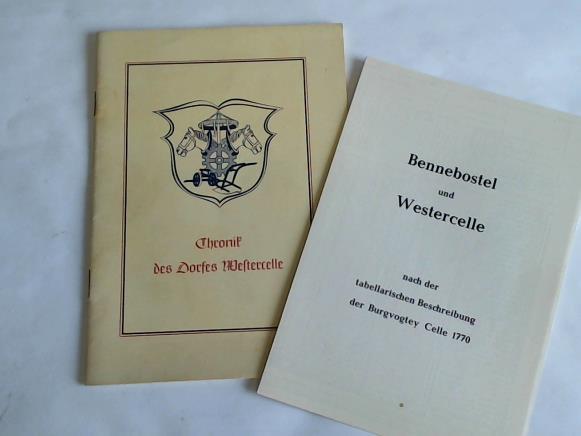 Chronik
des Dorfes Westercelle
Bennebostel
und
Westercelle
nach der
tabellarischen Beschreibung
der Burgvogtey Celle 1770